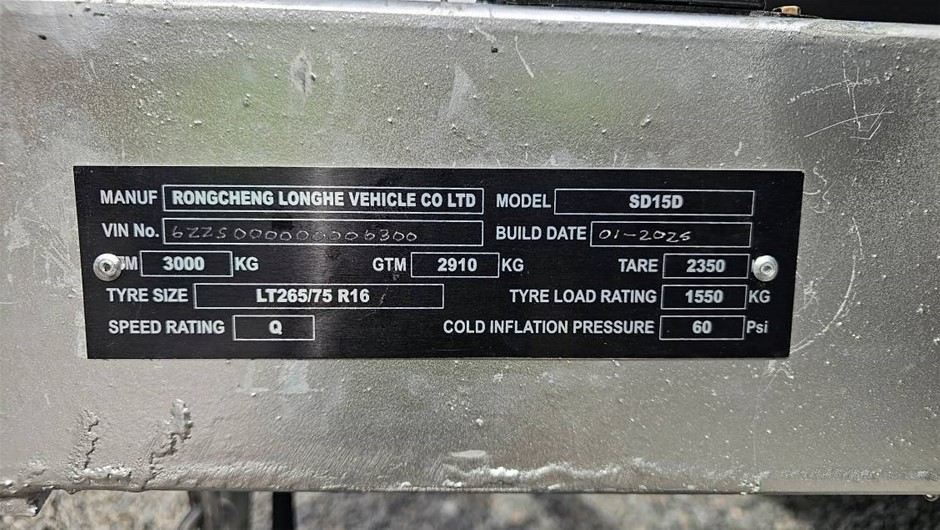 MANUF RONGCHENG LONGHE VEHICLE CO LTD MODEL SD15D
VIN No. BUILD DATE 01-2025
3000 KG GTM 2910 KG TARE 2350
TYRE SIZE LT265/75 R16 TYRE LOAD RATING 1550 KG
SPEED RATING Q COLD INFLATION PRESSURE 60 Psi